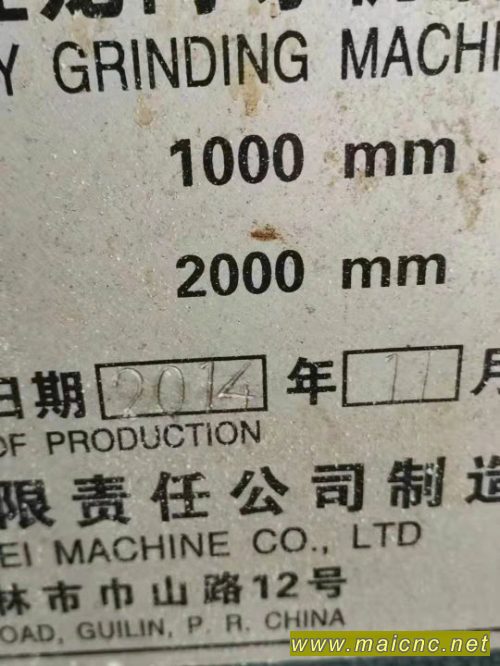 Y GRINDING MACHI
1000 mm
2000 mm
日期 2014 年 11 月
OF PRODUCTION
限责任公司制造
EI MACHINE CO., LTD
林市巾山路12号
OAD, GUILIN, P. R. CHINA
www.maicnc.net